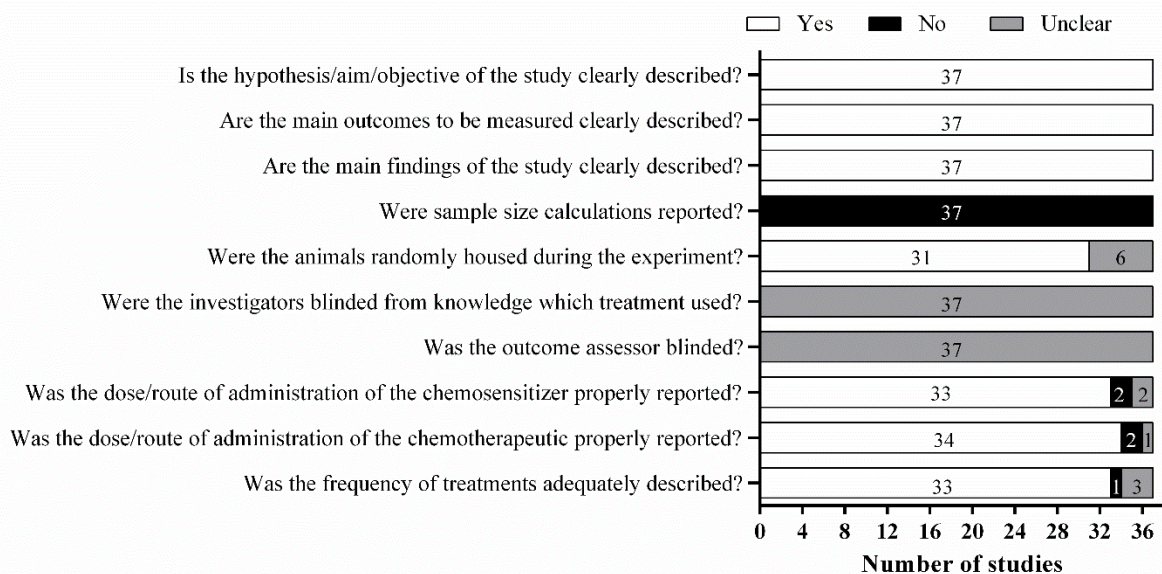 Yes No Unclear
Is the hypothesis/aim/objective of the study clearly described? 37
Are the main outcomes to be measured clearly described? 37
Are the main findings of the study clearly described? 37
Were sample size calculations reported? 37
Were the animals randomly housed during the experiment? 31 6
Were the investigators blinded from knowledge which treatment used? 37
Was the outcome assessor blinded? 37
Was the dose/route of administration of the chemosensitizer properly reported? 33 2 2
Was the dose/route of administration of the chemotherapeutic properly reported? 34 2 1
Was the frequency of treatments adequately described? 33 1 3
0 4 8 12 16 20 24 28 32 36
Number of studies